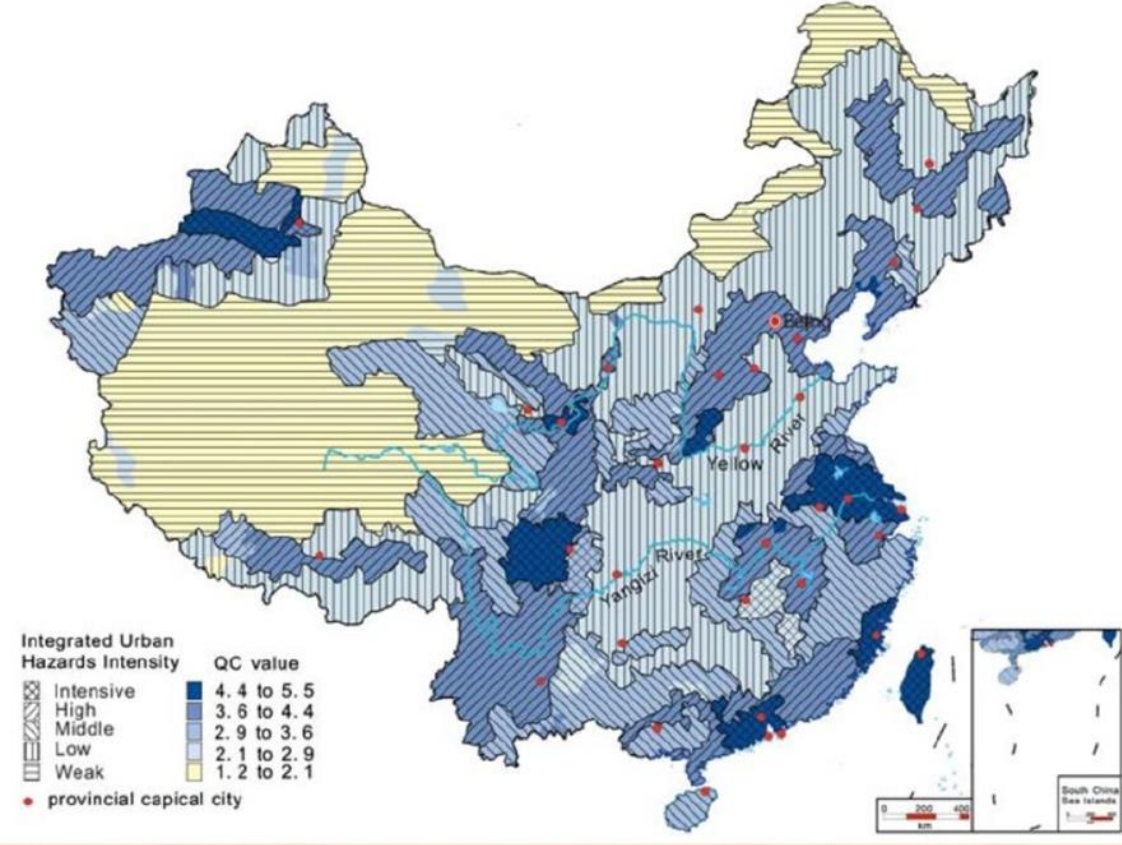 Beijing
Yellow
River
River
Yangizi
Integrated Urban
Hazards Intensity
QC value
Intensive
High
Middle
Low
Weak
4.4 to 5.5
3.6 to 4.4
2.9 to 3.6
2.1 to 2.9
1.2 to 2.1
provincial capical city
0 200 400
km
South China
Sea Islands